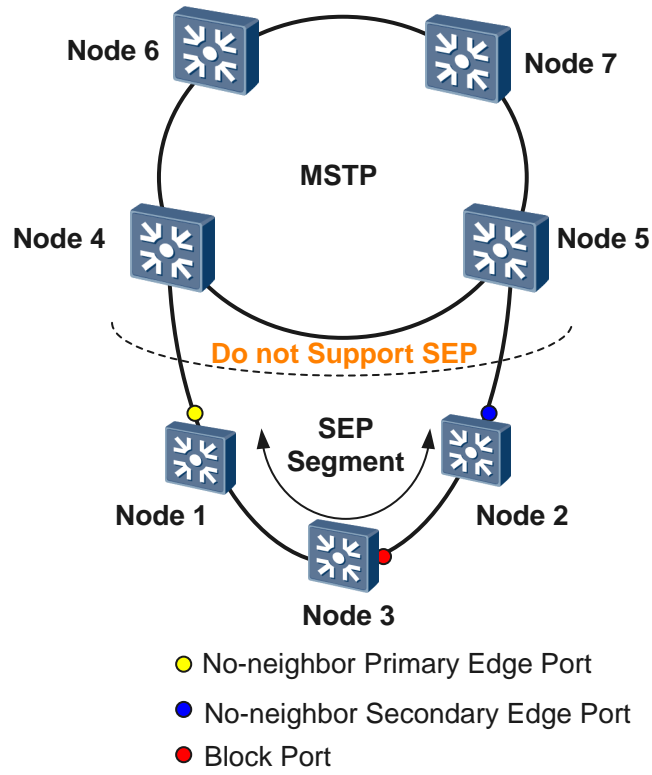 Node 6
Node 7
MSTP
Node 4
Node 5
Do not Support SEP
SEP
Segment
Node 1
Node 2
Node 3
No-neighbor Primary Edge Port
No-neighbor Secondary Edge Port
Block Port